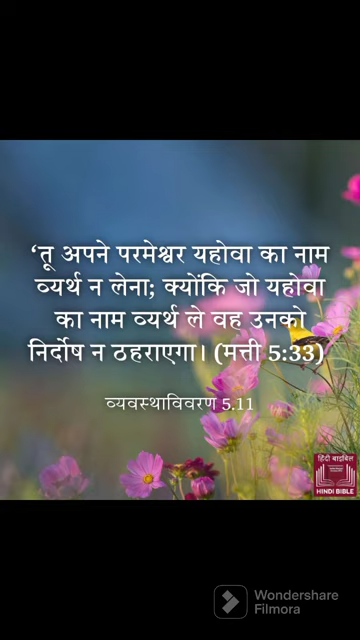 ‘तू अपने परमेश्वर यहोवा का नाम
व्यर्थ न लेना; क्योंकि जो यहोवा
का नाम व्यर्थ ले वह उनको
निर्दोष न ठहराएगा। (मत्ती 5:33)
व्यवस्थाविवरण 5.11
हिंदी बाइबिल
HINDI BIBLE
Wondershare
Filmora